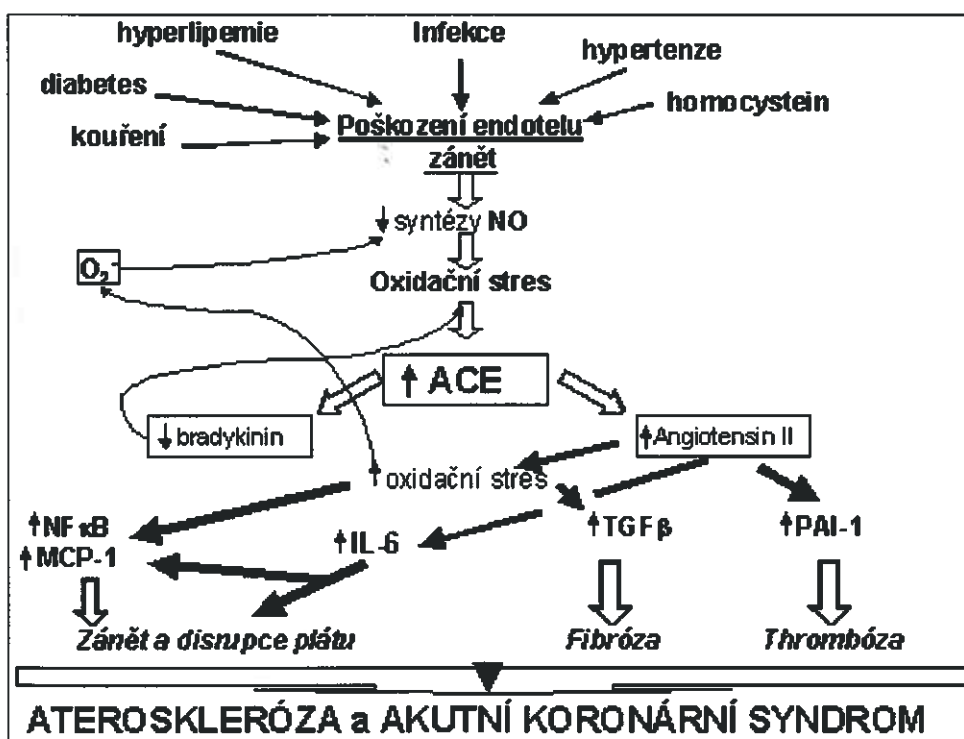 hyperlipemie
Infekce
hypertenze
diabetes
homocystein
kouření
Poškození endotelu
zánět
↓ syntézy NO
O₂⁻
Oxidační stres
↑ ACE
↓ bradykinin
↑Angiotensin II
↑oxidační stres
↑NFκB
↑MCP-1
↑IL-6
↑TGFβ
↑PAI-1
Zánět a disrupce plátu
Fibróza
Thrombóza
ATEROSKLERÓZA a AKUTNÍ KORONÁRNÍ SYNDROM